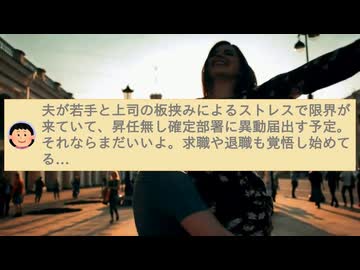 夫が若手と上司の板挟みによるストレスで限界が
来ていて、昇任無し確定部署に異動届出す予定。
それならまだいいよ。求職や退職も覚悟し始めて
る…